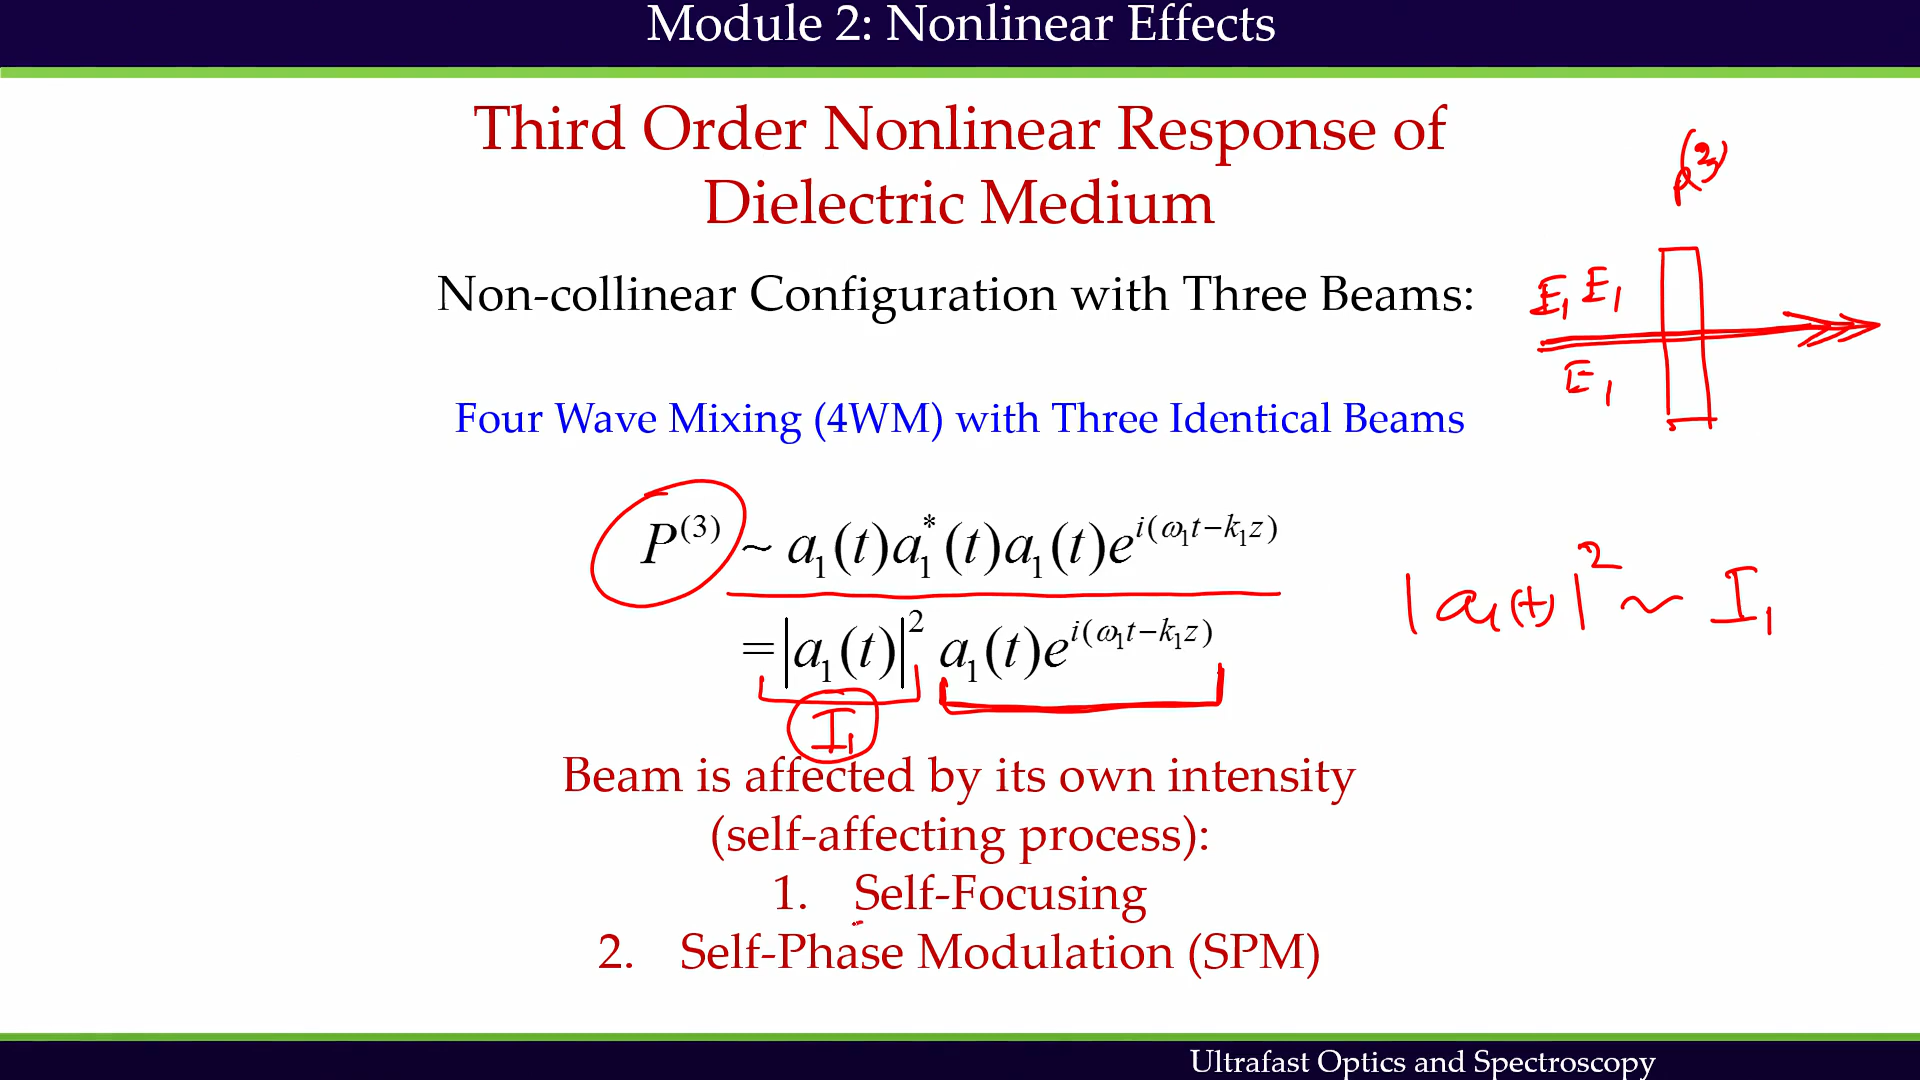 Module 2: Nonlinear Effects
Third Order Nonlinear Response of
Dielectric Medium
P⁽³⁾
Non-collinear Configuration with Three Beams:
E₁ E₁
E₁
Four Wave Mixing (4WM) with Three Identical Beams
P⁽³⁾ ~ a₁(t)a₁*(t)a₁(t)e^{i(ω₁t−k₁z)}
= |a₁(t)|² a₁(t)e^{i(ω₁t−k₁z)}
|a₁(t)|² ~ I₁
I₁
Beam is affected by its own intensity
(self-affecting process):
1. Self-Focusing
2. Self-Phase Modulation (SPM)
Ultrafast Optics and Spectroscopy